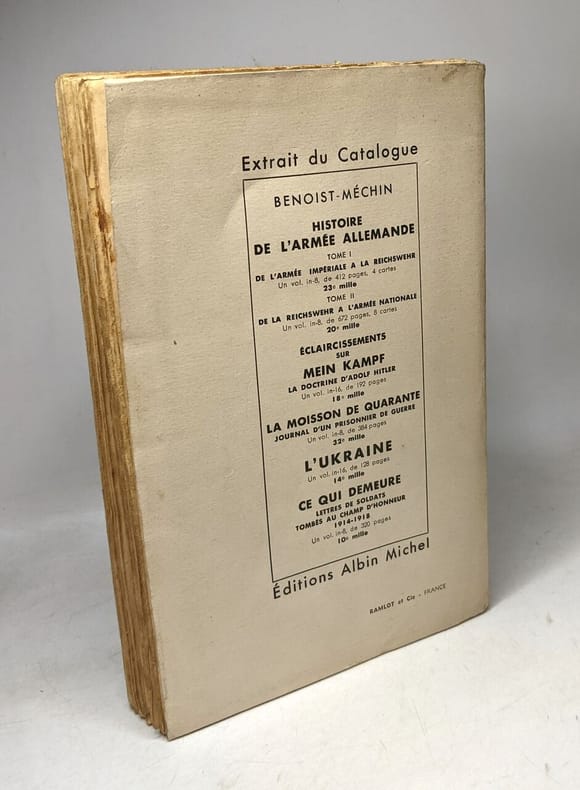 Extrait du Catalogue
BENOIST-MÉCHIN
HISTOIRE
DE L'ARMÉE ALLEMANDE
TOME I
DE L'ARMÉE IMPÉRIALE A LA REICHSWEHR
Un vol. in-8, de 412 pages, 4 cartes
23e mille
TOME II
DE LA REICHSWEHR A L'ARMÉE NATIONALE
Un vol. in-8, de 672 pages, 8 cartes
20e mille
ÉCLAIRCISSEMENTS
SUR
MEIN KAMPF
LA DOCTRINE D'ADOLF HITLER
Un vol. in-16, de 192 pages
18e mille
LA MOISSON DE QUARANTE
JOURNAL D'UN PRISONNIER DE GUERRE
Un vol. in-8, de 384 pages
32e mille
L'UKRAINE
Un vol. in-16, de 128 pages
14e mille
CE QUI DEMEURE
LETTRES DE SOLDATS
TOMBÉS AU CHAMP D'HONNEUR
1914-1918
Un vol. in-8, de 320 pages
10e mille
Éditions Albin Michel
RAMLOT et Cie - FRANCE